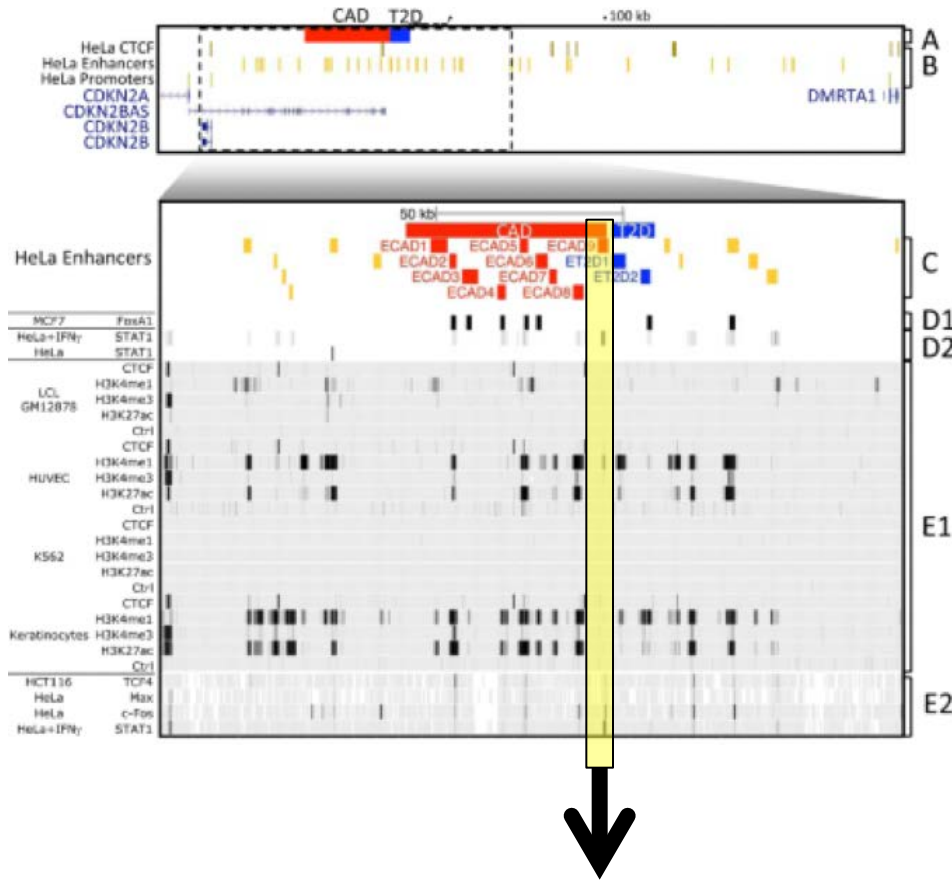 CAD T2D
100 kb
A
HeLa CTCF
HeLa Enhancers
B
HeLa Promoters
CDKN2A
DMRTA1
CDKN2BAS
CDKN2B
CDKN2B
50 kb
CAD T2D
ECAD1 ECAD5 ECAD9
HeLa Enhancers
ECAD2 ECAD6 ET2D1
C
ECAD3 ECAD7 ET2D2
ECAD4 ECAD8
MCF7 FoxA1
D1
HeLa+IFNγ STAT1
D2
HeLa STAT1
CTCF
H3K4me1
LCL
GM12878
H3K4me3
H3K27ac
Ctrl
CTCF
H3K4me1
HUVEC
H3K4me3
H3K27ac
Ctrl
E1
CTCF
H3K4me1
K562
H3K4me3
H3K27ac
Ctrl
CTCF
H3K4me1
Keratinocytes H3K4me3
H3K27ac
Ctrl
HCT116 TCF4
HeLa Max
E2
HeLa c-Fos
HeLa+IFNγ STAT1